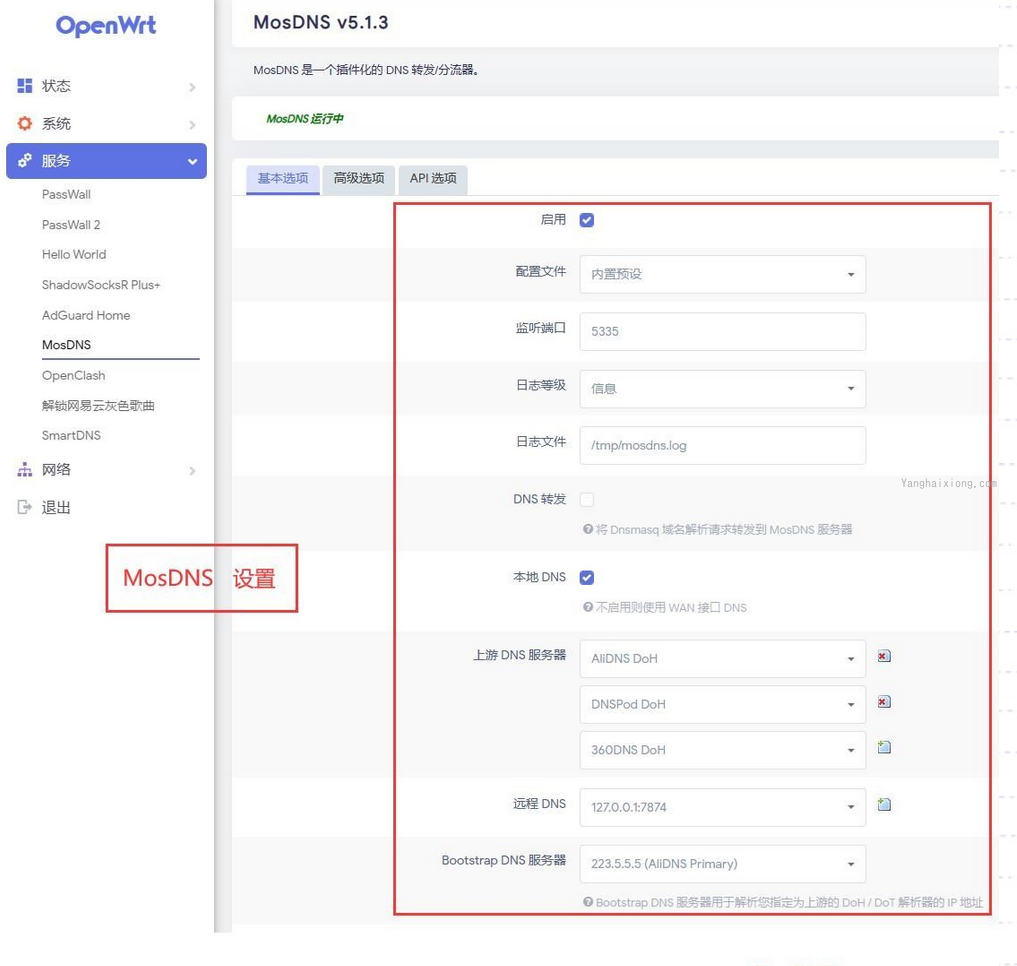 OpenWrt
状态
系统
服务
PassWall
PassWall 2
Hello World
ShadowSocksR Plus+
AdGuard Home
MosDNS
OpenClash
解锁网易云灰色歌曲
SmartDNS
网络
退出
MosDNS 设置
MosDNS v5.1.3
MosDNS 是一个插件化的 DNS 转发/分流器。
MosDNS 运行中
基本选项 高级选项 API 选项
启用
配置文件 内置预设
监听端口 5335
日志等级 信息
日志文件 /tmp/mosdns.log
Yanghaixiong.com
DNS 转发
将 Dnsmasq 域名解析请求转发到 MosDNS 服务器
本地 DNS
不启用则使用 WAN 接口 DNS
上游 DNS 服务器 AliDNS DoH
DNSPod DoH
360DNS DoH
远程 DNS 127.0.0.1:7874
Bootstrap DNS 服务器 223.5.5.5 (AliDNS Primary)
Bootstrap DNS 服务器用于解析您指定为上游的 DoH / DoT 解析器的 IP 地址